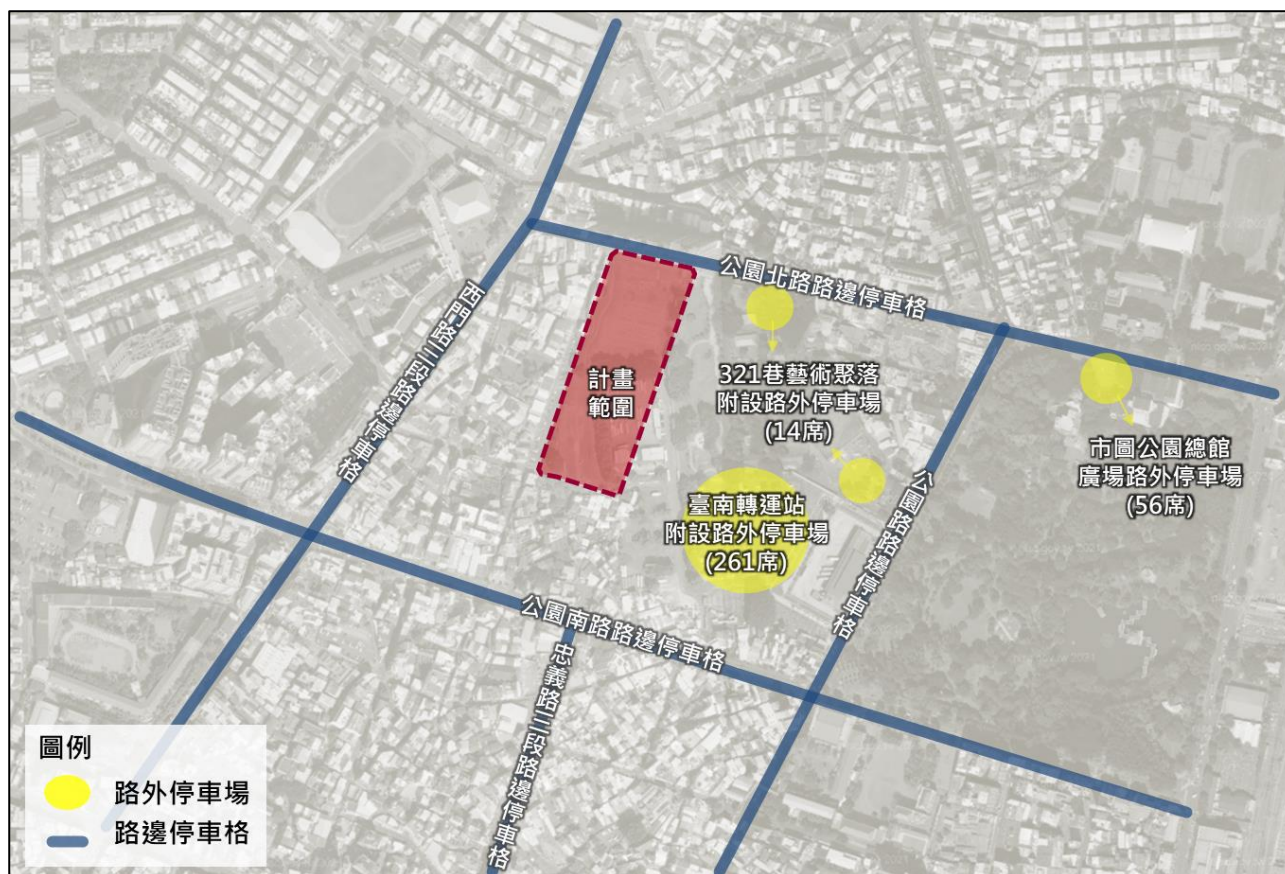 公園北路路邊停車格
西門路三段路邊停車格
計畫
範圍
321巷藝術聚落
附設路外停車場
(14席)
市圖公園總館
廣場路外停車場
(56席)
臺南轉運站
附設路外停車場
(261席)
公園路路邊停車格
公園南路路邊停車格
忠義路三段路邊停車格
圖例
路外停車場
路邊停車格